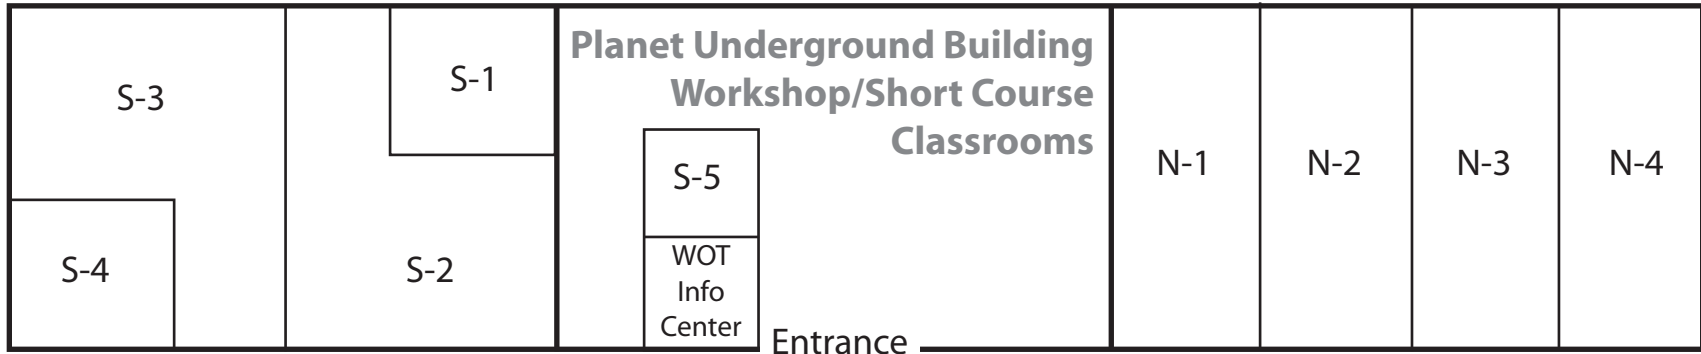 S-3
S-1
S-4
S-2
Planet Underground Building
Workshop/Short Course
Classrooms
S-5
WOT
Info
Center
Entrance
N-1
N-2
N-3
N-4